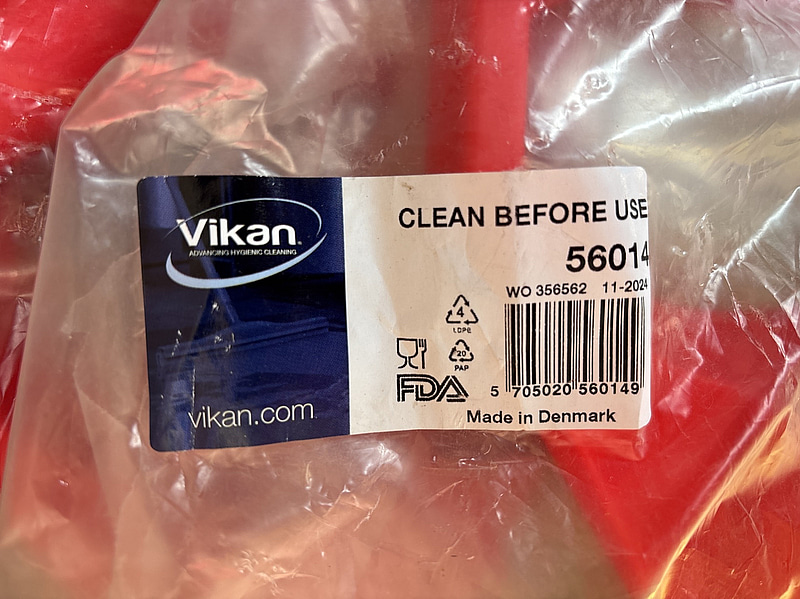 Vikan
ADVANCING HYGIENIC CLEANING
vikan.com
CLEAN BEFORE USE
56014
WO 356562 11-2024
4
LDPE
20
PAP
FDA
5 705020 560149
Made in Denmark